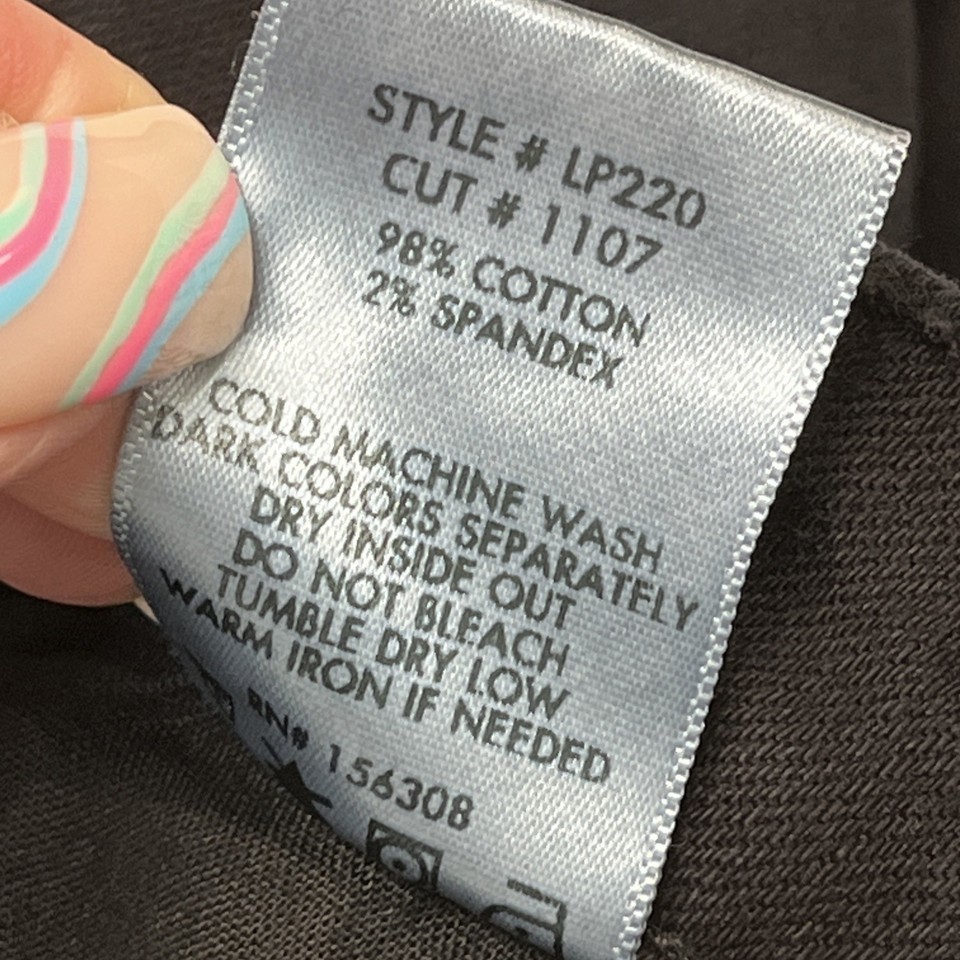 STYLE # LP220
CUT # 1107
98% COTTON
2% SPANDEX
COLD MACHINE WASH
DARK COLORS SEPARATELY
DRY INSIDE OUT
DO NOT BLEACH
TUMBLE DRY LOW
WARM IRON IF NEEDED
RN# 156308